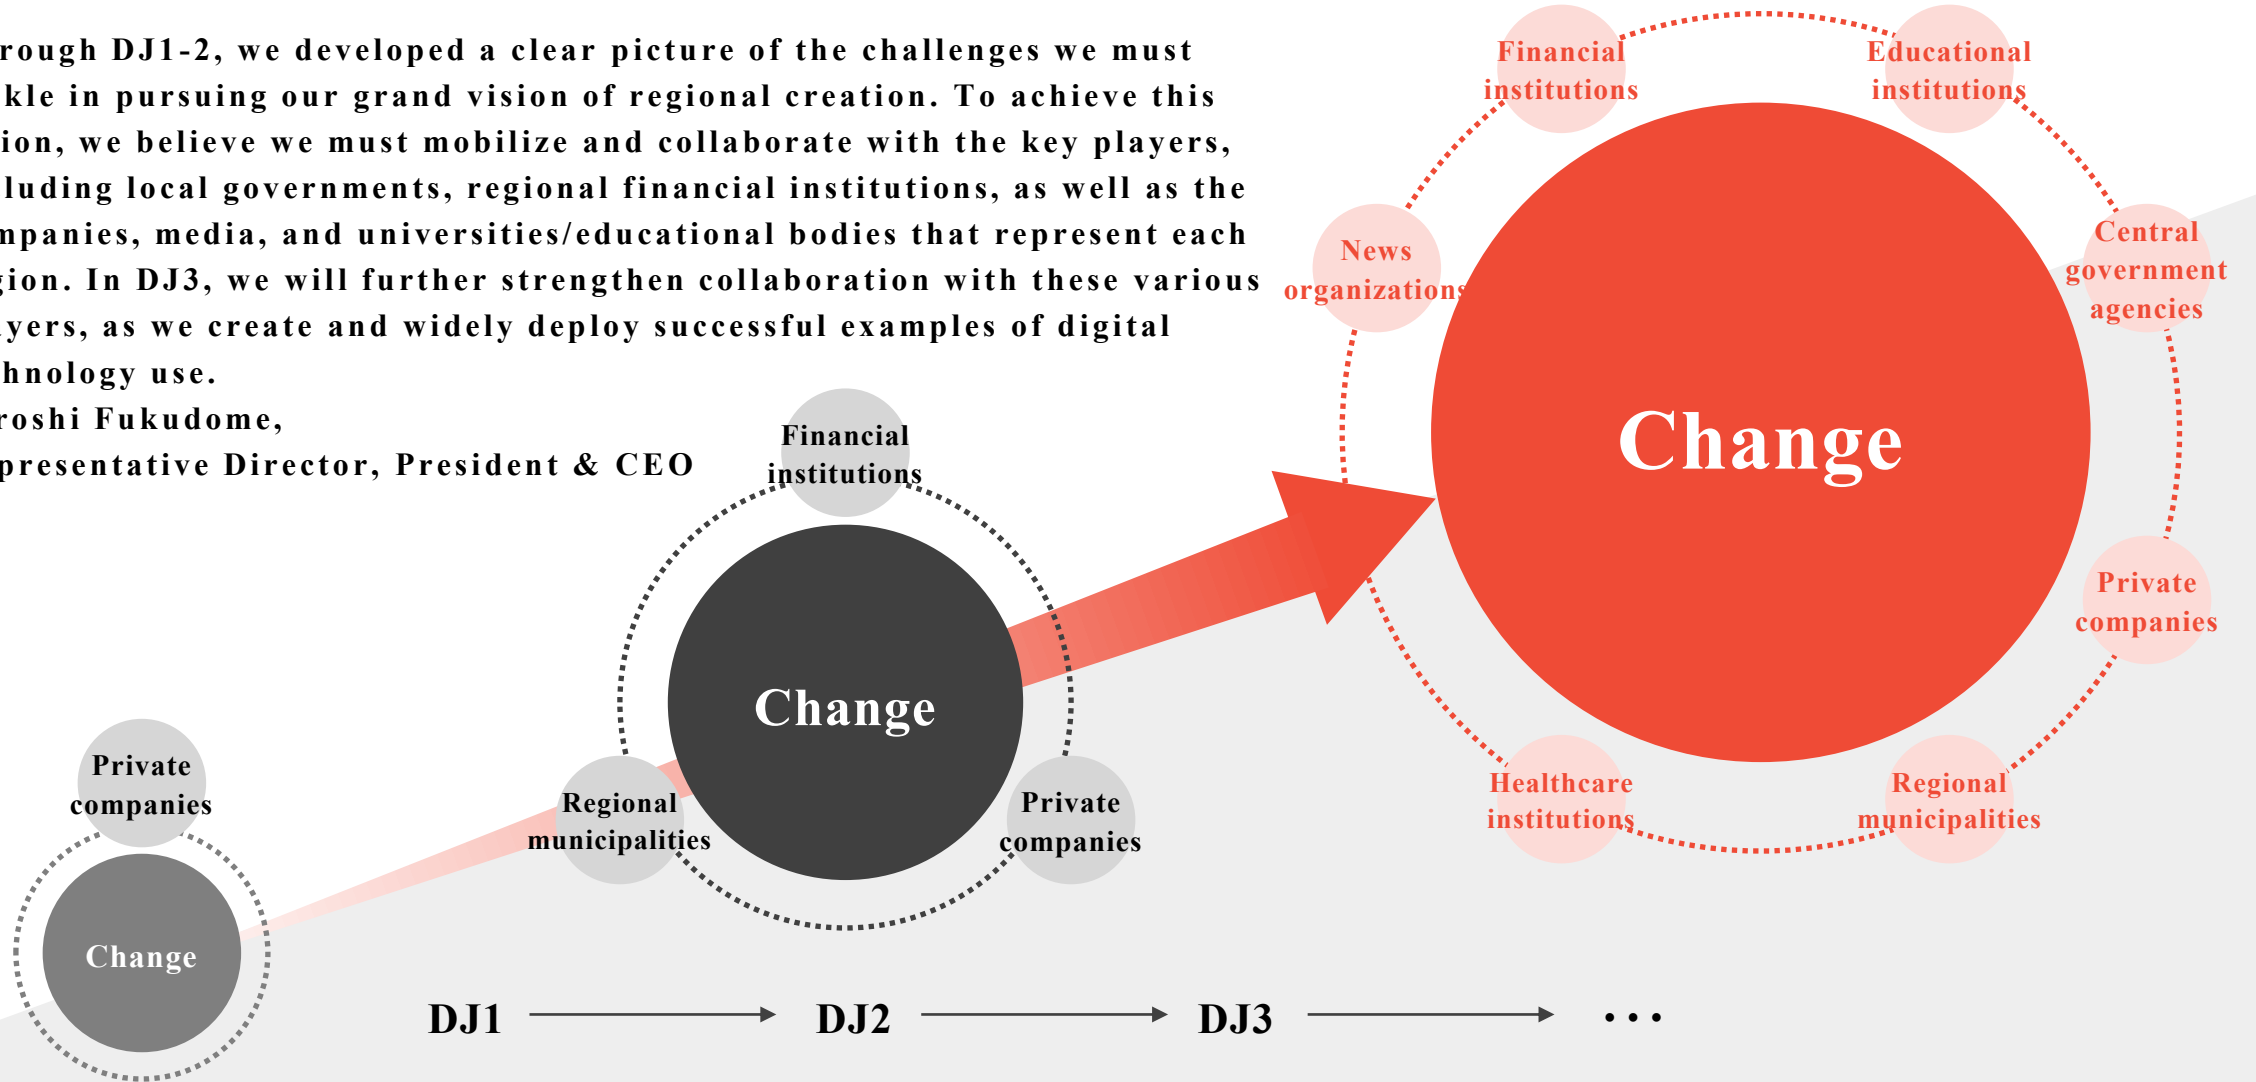 rough DJ1-2, we developed a clear picture of the challenges we must
kle in pursuing our grand vision of regional creation. To achieve this
ion, we believe we must mobilize and collaborate with the key players,
luding local governments, regional financial institutions, as well as the
mpanies, media, and universities/educational bodies that represent each
gion. In DJ3, we will further strengthen collaboration with these various
ayers, as we create and widely deploy successful examples of digital
hnology use.
roshi Fukudome,
presentative Director, President & CEO
Financial
institutions
Educational
institutions
News
organizations
Central
government
agencies
Change
Private
companies
Healthcare
institutions
Regional
municipalities
Financial
institutions
Change
Regional
municipalities
Private
companies
Private
companies
Change
DJ1
DJ2
DJ3
• • •